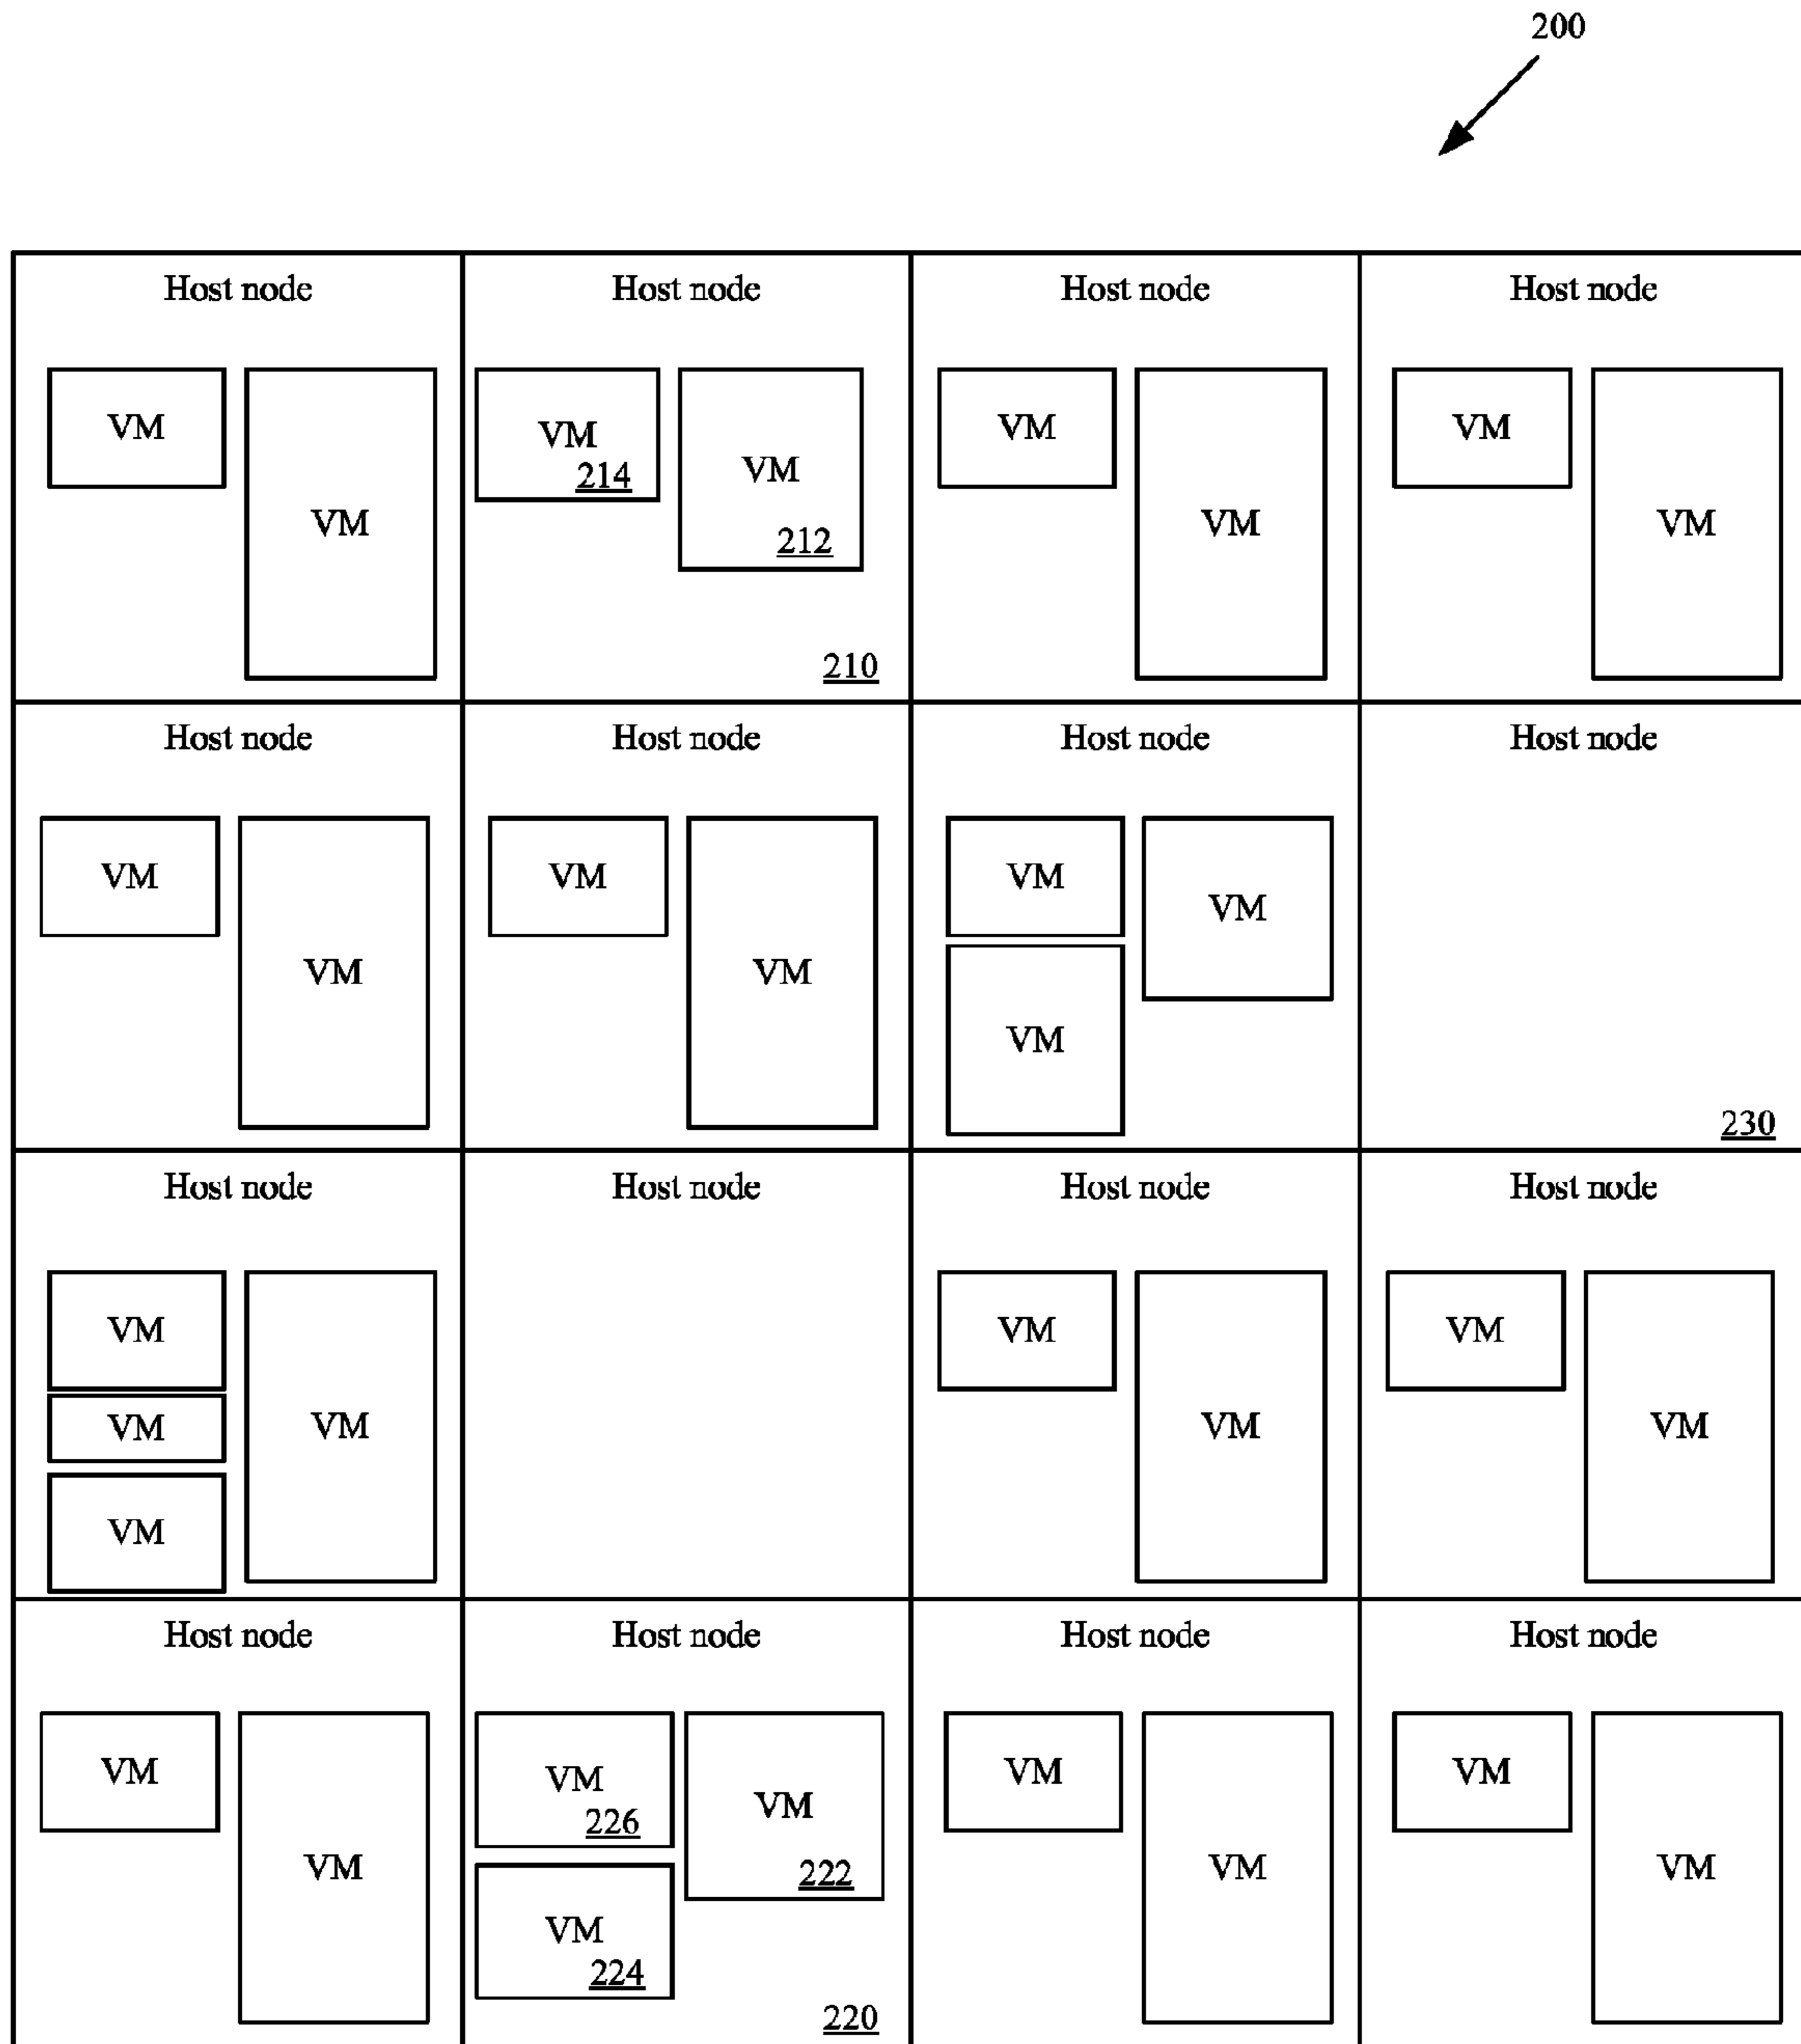 200
Host node Host node Host node Host node
VM VM VM VM
214 VM
VM 212 VM VM
210
Host node Host node Host node Host node
VM VM VM VM
VM VM VM
230
Host node Host node Host node Host node
VM VM VM
VM VM VM VM
VM
Host node Host node Host node Host node
VM VM VM VM
226 VM
VM 222 VM VM
VM
224
220